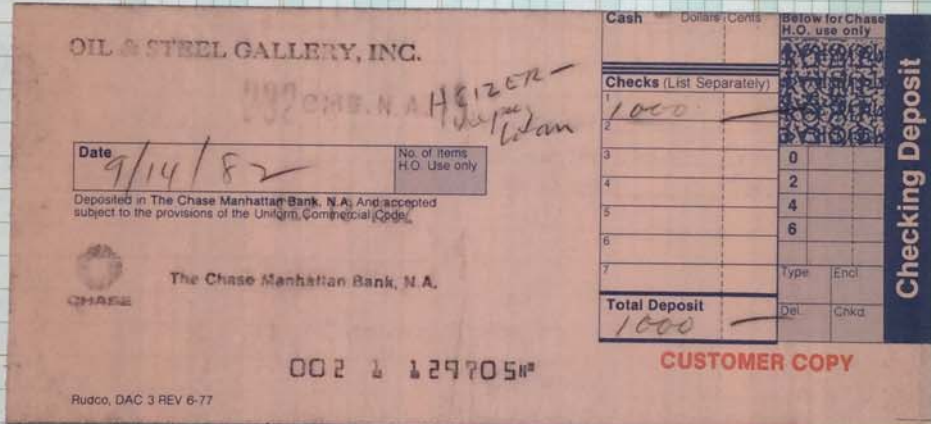 OIL & STEEL GALLERY, INC.
Date 9/14/82
No. of items
H.O. Use only
Deposited in The Chase Manhattan Bank, N.A. And accepted
subject to the provisions of the Uniform Commercial Code
CHASE
The Chase Manhattan Bank, N.A.
002 1 129705
Rudco, DAC 3 REV 6-77
Cash Dollars Cents
Checks (List Separately)
1 1000 —
2
3
4
5
6
7
Total Deposit
1000 —
Below for Chase
H.O. use only
0
2
4
6
Type Encl
Del. Chkd
CUSTOMER COPY
Checking Deposit